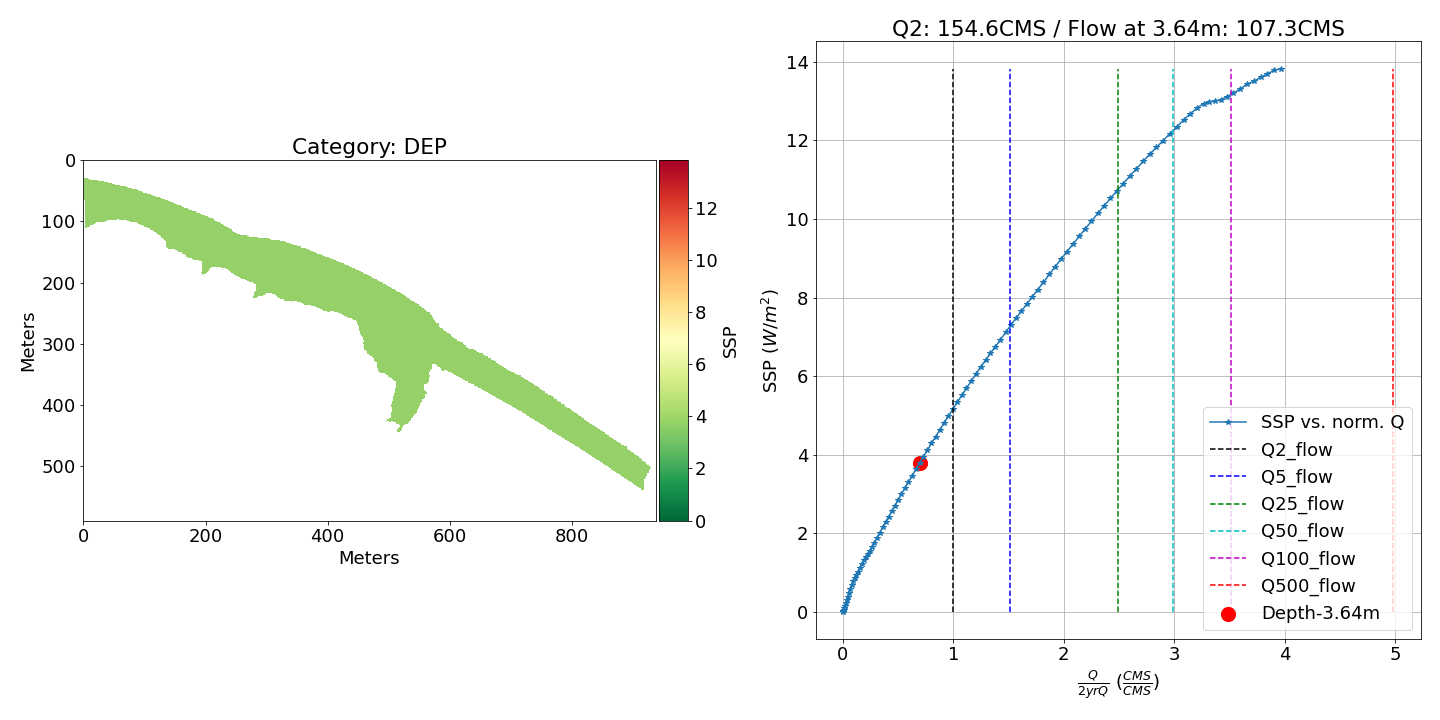 Category: DEP
0
100
200
300
400
500
Meters
0
200
400
600
800
Meters
12
10
8
6
4
2
0
SSP
Q2: 154.6CMS / Flow at 3.64m: 107.3CMS
14
12
10
8
6
4
2
0
SSP (W/m²)
0
1
2
3
4
5
Q/2yrQ (CMS/CMS)
SSP vs. norm. Q
Q2_flow
Q5_flow
Q25_flow
Q50_flow
Q100_flow
Q500_flow
Depth-3.64m